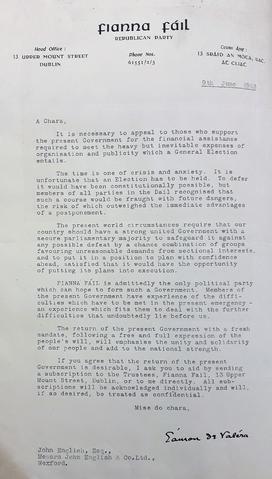 fianna fáil
REPUBLICAN PARTY
Head Office :
13 UPPER MOUNT STREET
DUBLIN
Phone Nos.
61551/2/3
9th June
A Chara,
It is necessary to appeal to those who support
the present Government for the financial assistance
required to meet the heavy but inevitable expenses of
organisation and publicity which a General Election
entails.
The time is one of crisis and anxiety. It is
unfortunate that an Election has to be held. To defer
it would have been constitutionally possible, but
members of all parties in the Dail recognised that
such a course would be fraught with future dangers,
the risk of which outweighed the immediate advantages
of a postponement.
The present world circumstances require that our
country should have a strong united Government with a
secure parliamentary majority to safeguard it against
any possible defeat by a chance combination of groups
favouring unreasonable demands from sectional interests,
and to put it in a position to plan with confidence
ahead, satisfied that it would have the opportunity
of putting its plans into execution.
FIANNA FÁIL is admittedly the only political party
which can hope to form such a Government. Members of
the present Government have experience of the diffi-
culties which have to be met in the present emergency -
an experience which fits them to deal with the further
difficulties that undoubtedly lie before us.
The return of the present Government with a fresh
mandate, following a free and full expression of the
people's will, will emphasise the unity and solidarity
of our people and add to the national strength.
If you agree that the return of the present
Government is desirable, I ask you to aid by sending
a subscription to the Trustees, Fianna Fail, 13 Upper
Mount Street, Dublin, or to me directly. All sub-
scriptions will be acknowledged individually and will,
if so desired, be treated as confidential.
Mise do chara,
Éamon de Valéra
John English, Esq.,
Messrs John English & Co.Ltd.,
Wexford.